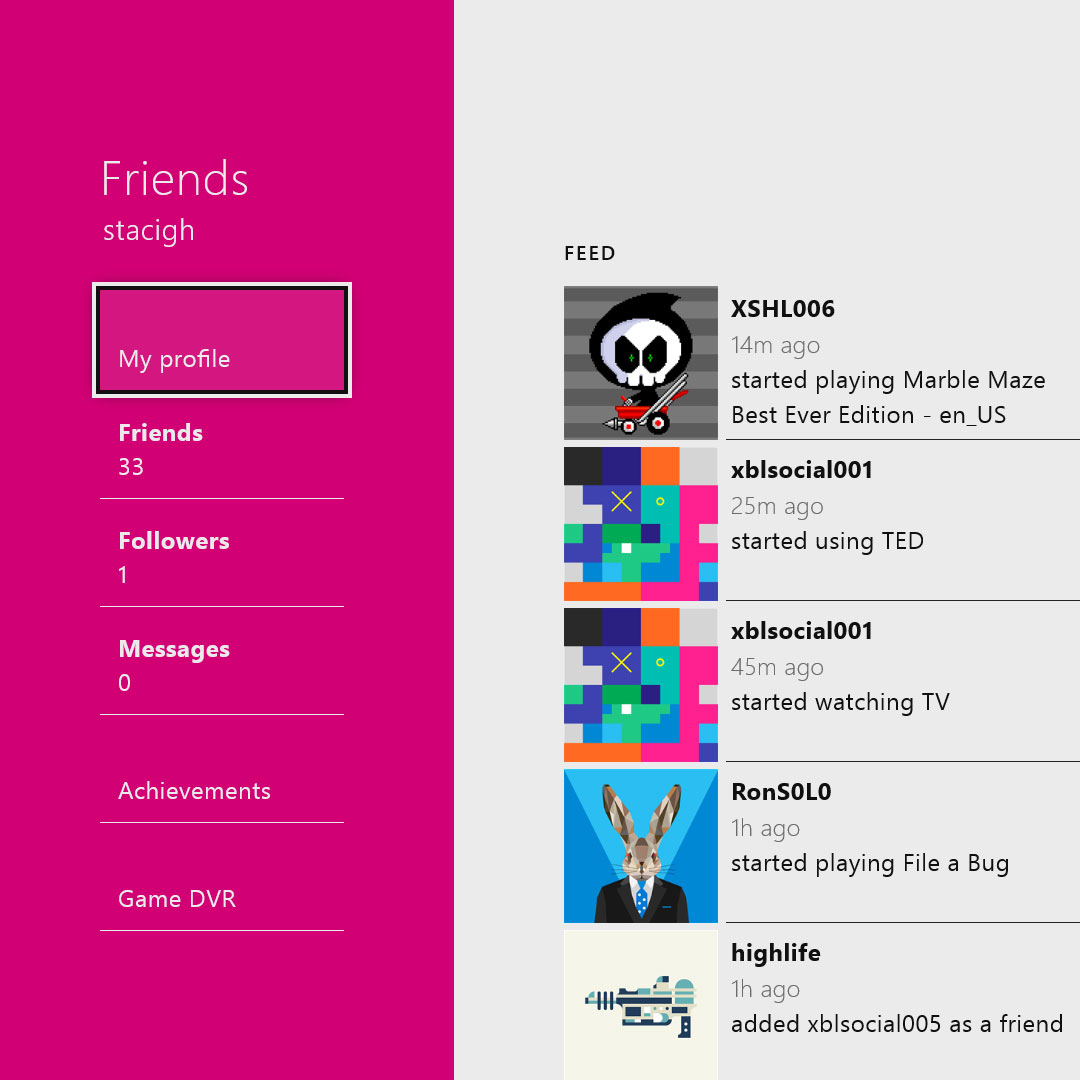 Friends
stacigh
My profile
Friends
33
Followers
1
Messages
0
Achievements
Game DVR
FEED
XSHL006
14m ago
started playing Marble Maze
Best Ever Edition - en_US
xblsocial001
25m ago
started using TED
xblsocial001
45m ago
started watching TV
RonS0L0
1h ago
started playing File a Bug
highlife
1h ago
added xblsocial005 as a friend